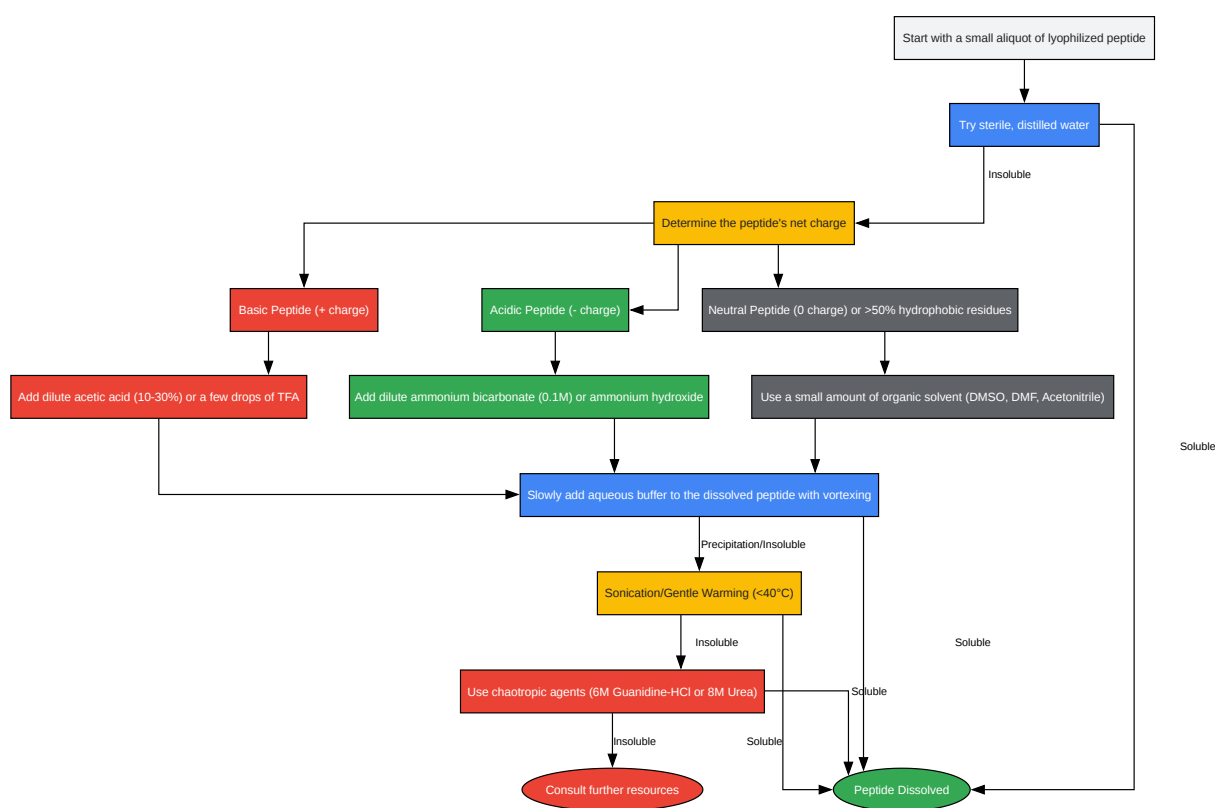 Start with a small aliquot of lyophilized peptide
Try sterile, distilled water
Insoluble
Determine the peptide's net charge
Basic Peptide (+ charge)
Acidic Peptide (- charge)
Neutral Peptide (0 charge) or >50% hydrophobic residues
Add dilute acetic acid (10-30%) or a few drops of TFA
Add dilute ammonium bicarbonate (0.1M) or ammonium hydroxide
Use a small amount of organic solvent (DMSO, DMF, Acetonitrile)
Soluble
Slowly add aqueous buffer to the dissolved peptide with vortexing
Precipitation/Insoluble
Sonication/Gentle Warming (<40°C)
Insoluble
Soluble
Use chaotropic agents (6M Guanidine-HCl or 8M Urea)
Soluble
Insoluble
Soluble
Consult further resources
Peptide Dissolved